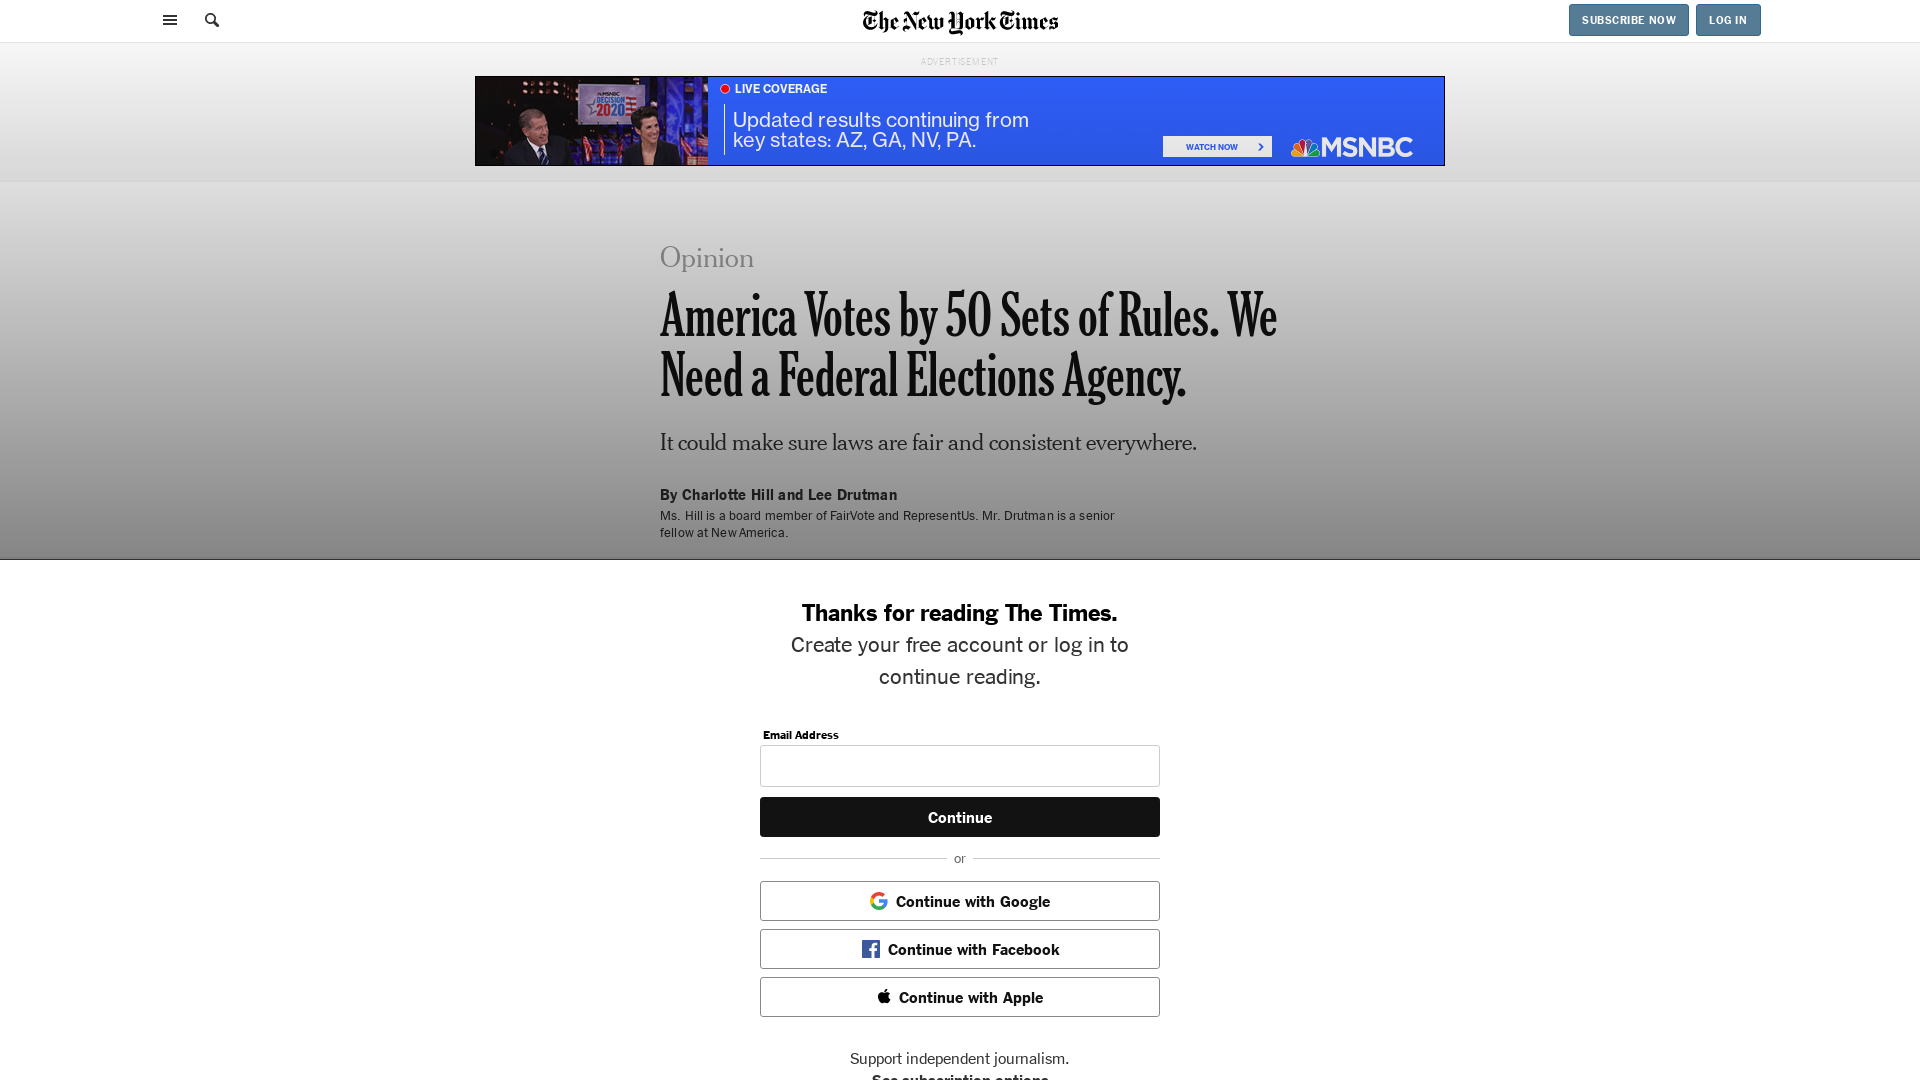 The New York Times
SUBSCRIBE NOW
LOG IN
ADVERTISEMENT
MSNBC
DECISION
2020
LIVE COVERAGE
Updated results continuing from
key states: AZ, GA, NV, PA.
WATCH NOW
MSNBC
Opinion
America Votes by 50 Sets of Rules. We
Need a Federal Elections Agency.
It could make sure laws are fair and consistent everywhere.
By Charlotte Hill and Lee Drutman
Ms. Hill is a board member of FairVote and RepresentUs. Mr. Drutman is a senior
fellow at New America.
Thanks for reading The Times.
Create your free account or log in to
continue reading.
Email Address
Continue
or
Continue with Google
Continue with Facebook
Continue with Apple
Support independent journalism.
See subscription options